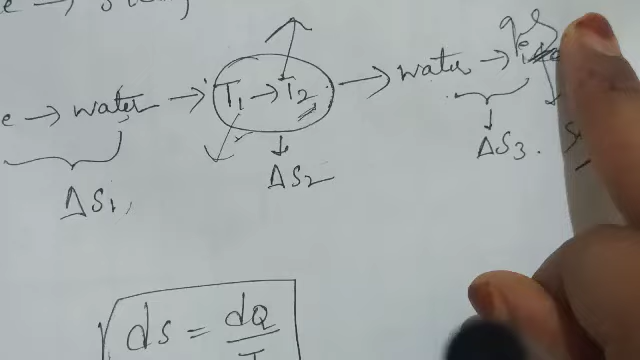 e →
e → water → T₁ → T₂ → water →
ΔS₁, ΔS₂ ΔS₃.
dS = dQ / T